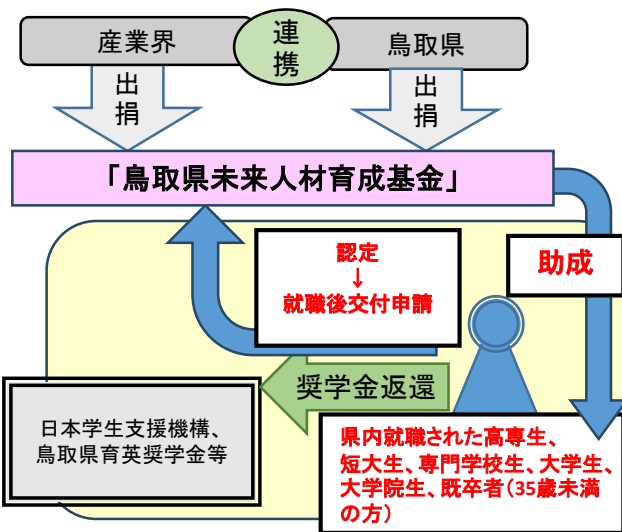 産業界
連
携
鳥取県
出
捐
出
捐
「鳥取県未来人材育成基金」
認定
↓
就職後交付申請
助成
奨学金返還
日本学生支援機構、
鳥取県育英奨学金等
県内就職された高専生、
短大生、専門学校生、大学生、
大学院生、既卒者（35歳未満
の方）